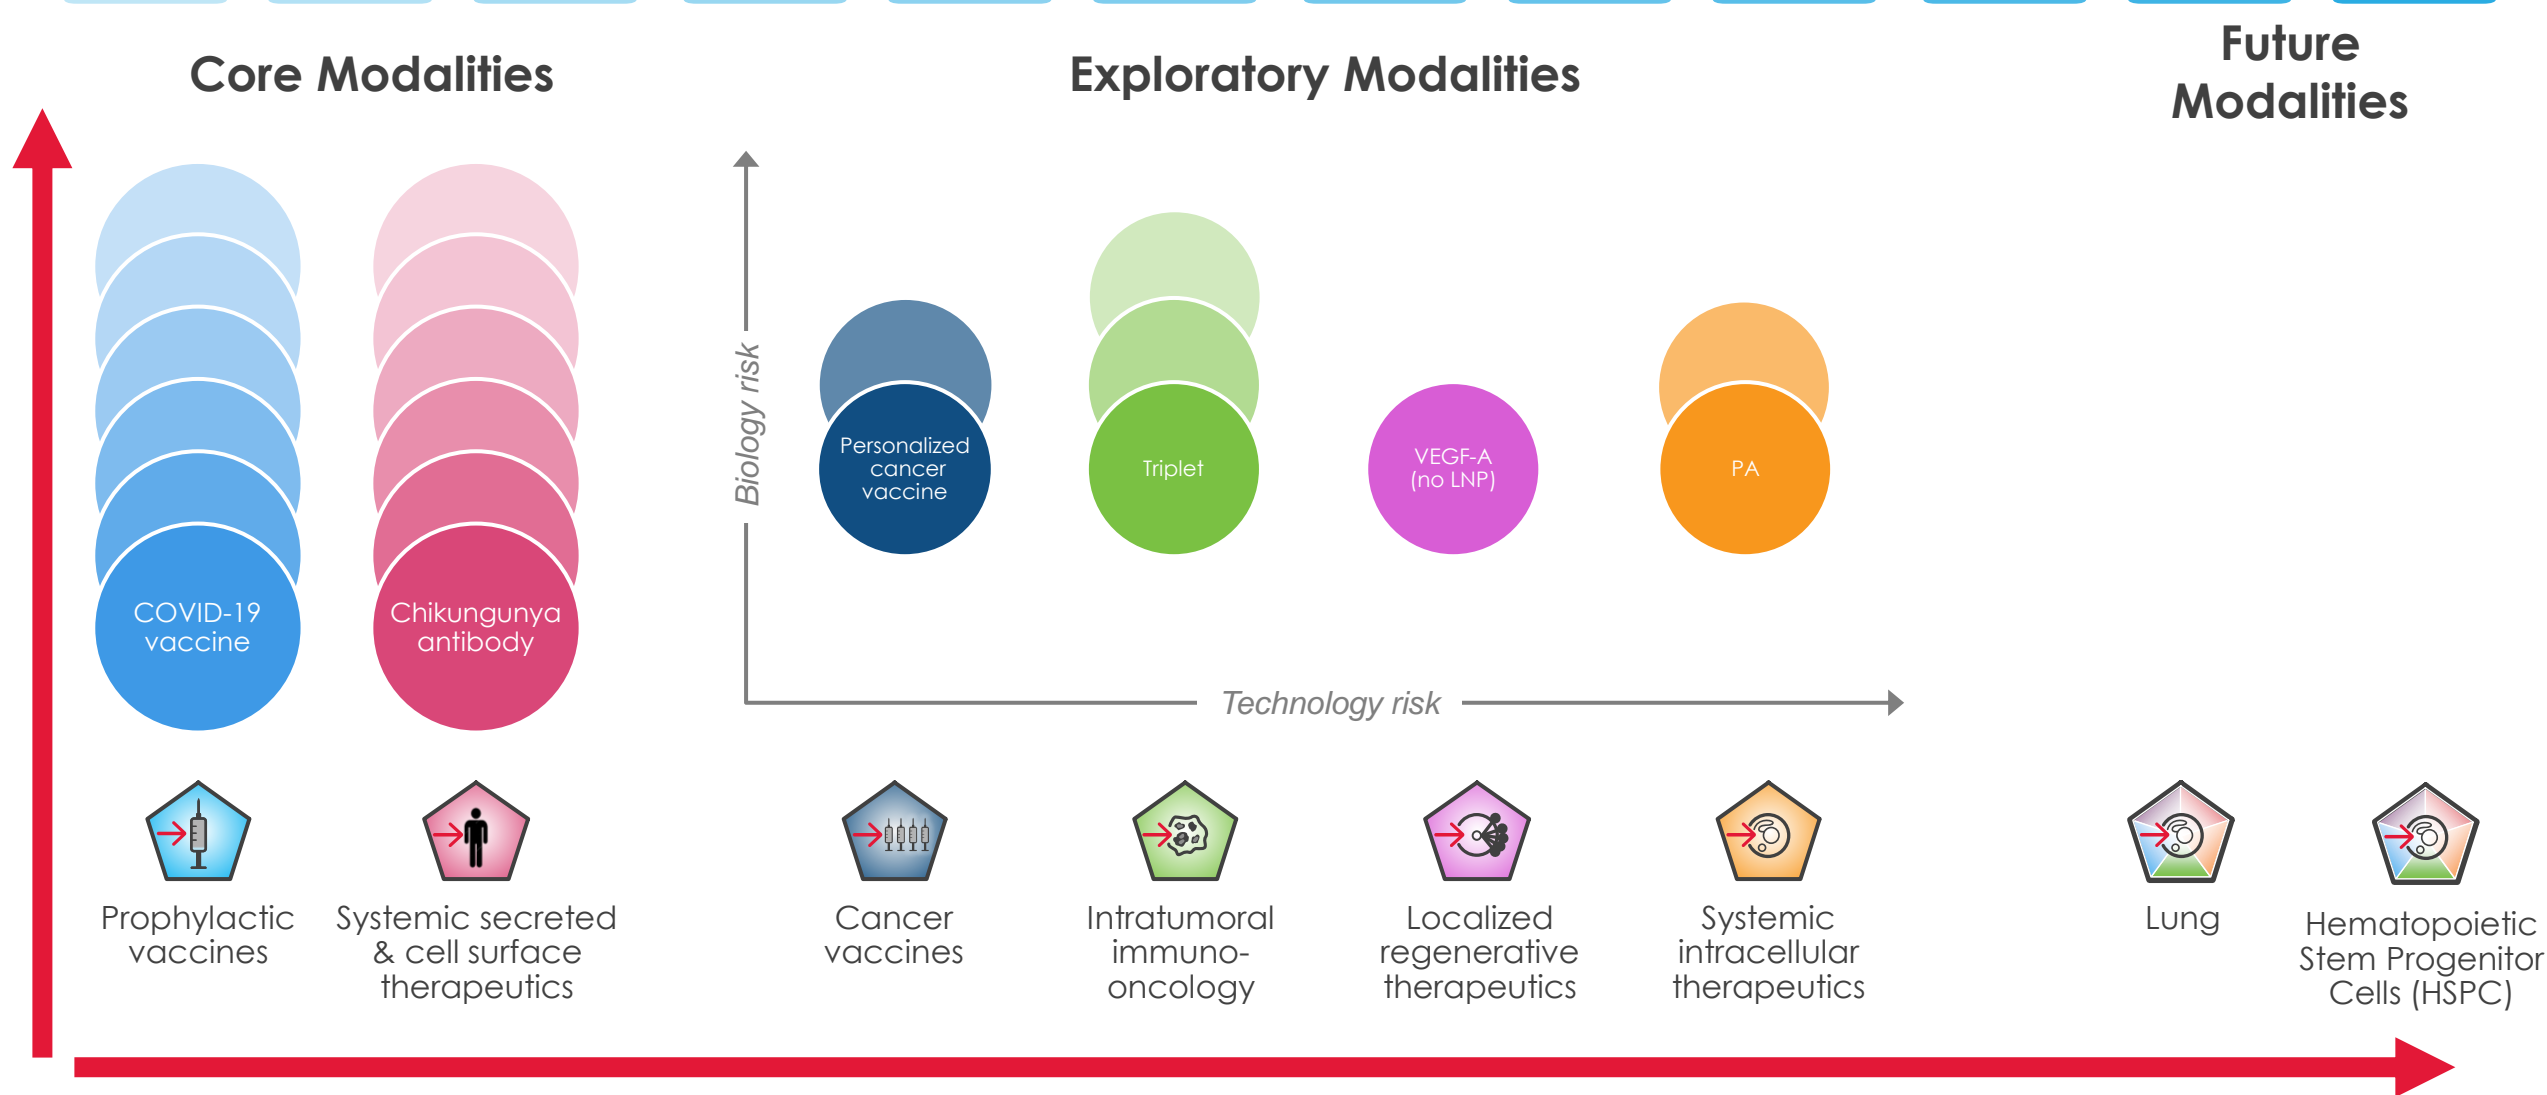 Core Modalities
Exploratory Modalities
Future
Modalities
COVID-19
vaccine
Chikungunya
antibody
Biology risk
Personalized
cancer
vaccine
Triplet
VEGF-A
(no LNP)
PA
Technology risk
Prophylactic
vaccines
Systemic secreted
& cell surface
therapeutics
Cancer
vaccines
Intratumoral
immuno-
oncology
Localized
regenerative
therapeutics
Systemic
intracellular
therapeutics
Lung
Hematopoietic
Stem Progenitor
Cells (HSPC)